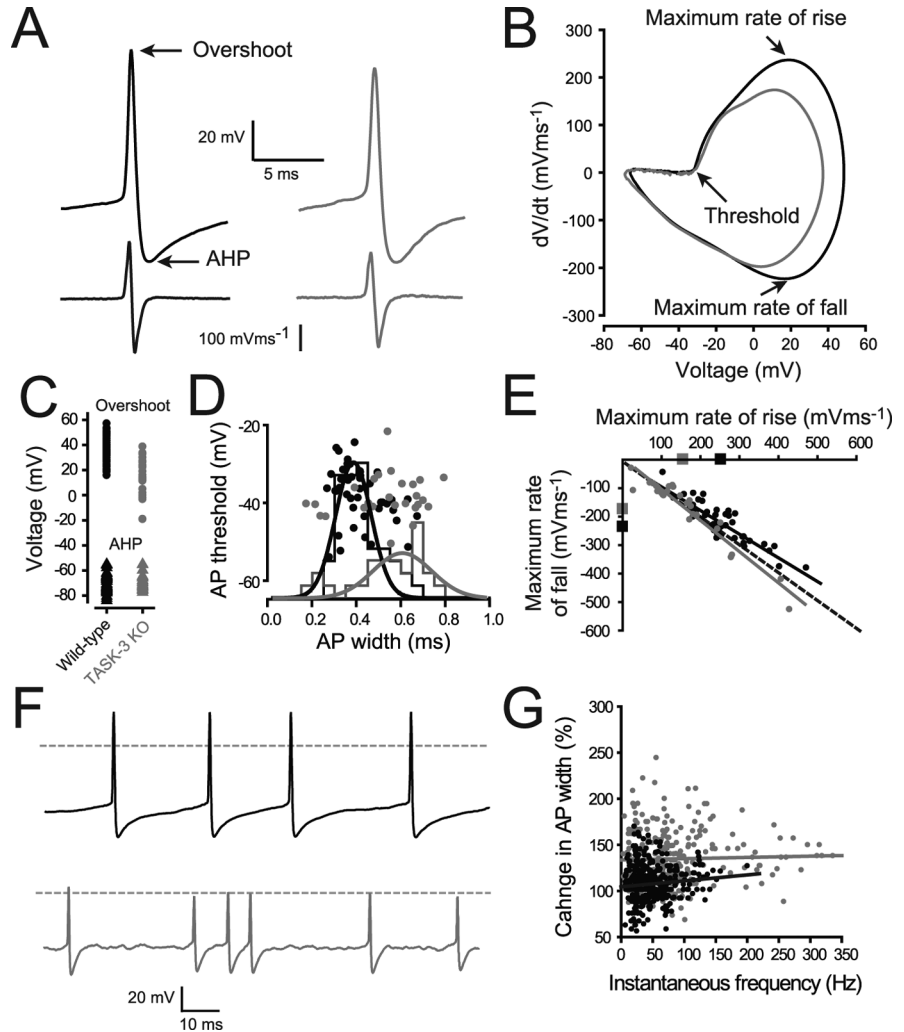 A
Overshoot
20 mV
5 ms
AHP
100 mVms-1
B
Maximum rate of rise
300
200
100
0
-100
-200
-300
dV/dt (mVms-1)
Threshold
Maximum rate of fall
-80 -60 -40 -20 0 20 40 60
Voltage (mV)
C
Overshoot
60
40
20
0
-20
-40
-60
-80
Voltage (mV)
AHP
Wild-type
TASK-3 KO
D
-20
-40
-60
AP threshold (mV)
0.0 0.2 0.4 0.6 0.8 1.0
AP width (ms)
E
Maximum rate of rise (mVms-1)
100 200 300 400 500 600
-100
-200
-300
-400
-500
-600
Maximum rate
of fall (mVms-1)
F
20 mV
10 ms
G
300
250
200
150
100
50
Cahnge in AP width (%)
0 50 100 150 200 250 300 350
Instantaneous frequency (Hz)